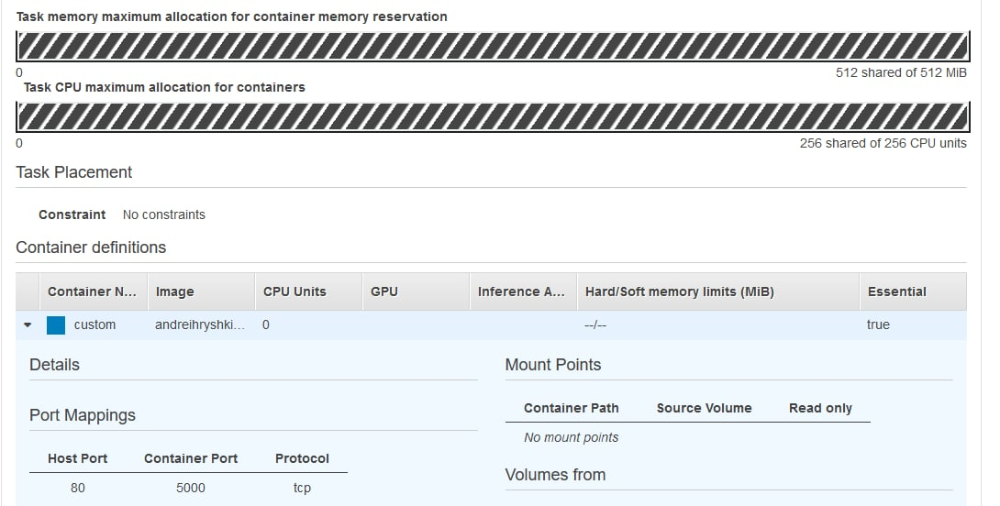 Task memory maximum allocation for container memory reservation
0 512 shared of 512 MiB
Task CPU maximum allocation for containers
0 256 shared of 256 CPU units
Task Placement
Constraint No constraints
Container definitions
Container N... Image CPU Units GPU Inference A... Hard/Soft memory limits (MiB) Essential
custom andreihryshki... 0 --/-- true
Details
Port Mappings
Host Port Container Port Protocol
80 5000 tcp
Mount Points
Container Path Source Volume Read only
No mount points
Volumes from